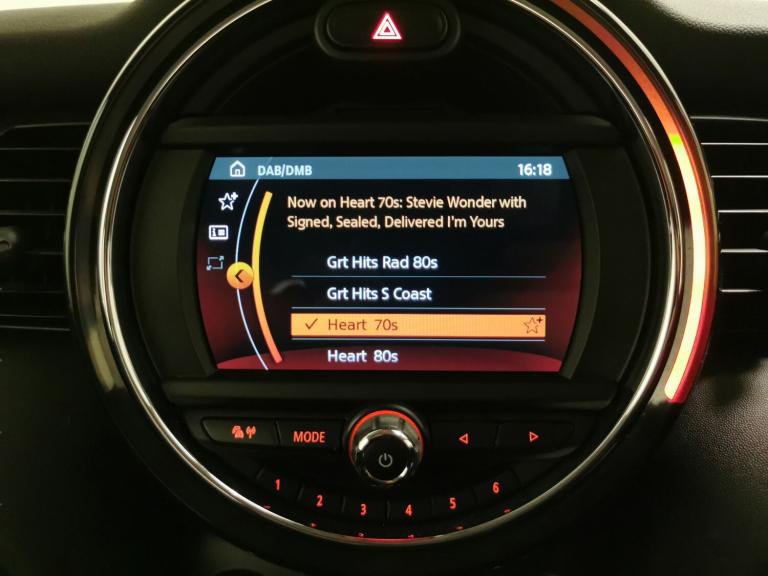 DAB/DMB 16:18
Now on Heart 70s: Stevie Wonder with
Signed, Sealed, Delivered I'm Yours
Grt Hits Rad 80s
Grt Hits S Coast
Heart 70s
Heart 80s
MODE
1 2 3 4 5 6